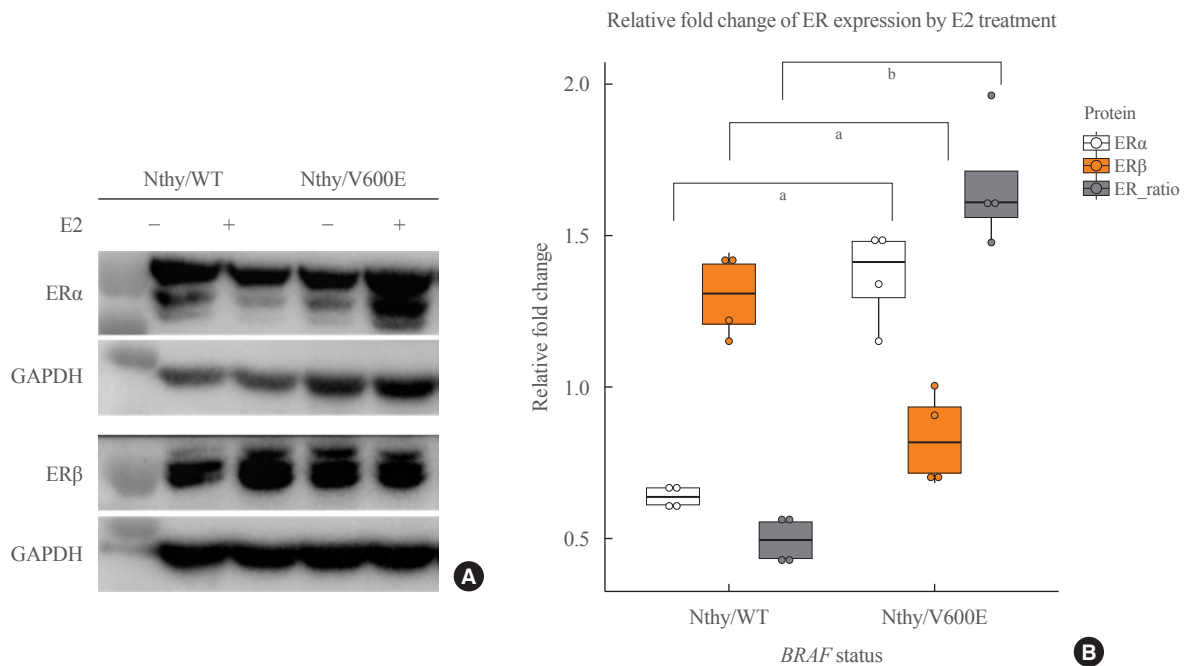 Nthy/WT Nthy/V600E
E2 − + − +
ERα
GAPDH
ERβ
GAPDH
A
Relative fold change of ER expression by E2 treatment
Relative fold change
2.0
1.5
1.0
0.5
b
a
a
Nthy/WT Nthy/V600E
BRAF status
Protein
ERα
ERβ
ER_ratio
B